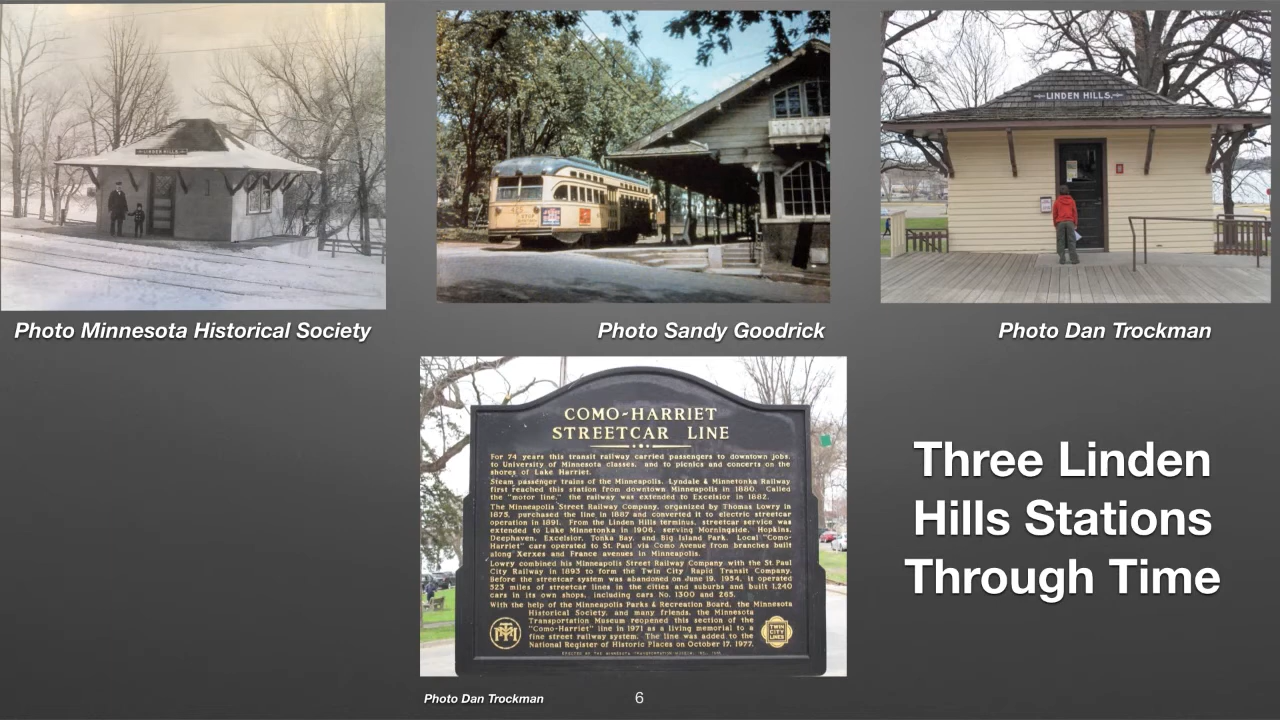 LINDEN HILLS.
LINDEN HILLS.
Photo Minnesota Historical Society
Photo Sandy Goodrick
Photo Dan Trockman
COMO-HARRIET
STREETCAR LINE
For 74 years this transit railway carried passengers to downtown jobs,
to University of Minnesota classes, and to picnics and concerts on the
shores of Lake Harriet.
Steam passenger trains of the Minneapolis, Lyndale & Minnetonka Railway
first reached this station from downtown Minneapolis in 1880. Called
the "motor line," the railway was extended to Excelsior in 1882.
The Minneapolis Street Railway Company, organized by Thomas Lowry in
1875, purchased the line in 1887 and converted it to electric streetcar
operation in 1891. From the Linden Hills terminus, streetcar service was
extended to Lake Minnetonka in 1906, serving Morningside, Hopkins,
Deephaven, Excelsior, Tonka Bay, and Big Island Park. Local "Como-
Harriet" cars operated to St. Paul via Como Avenue from branches built
along Xerxes and France avenues in Minneapolis.
Lowry combined his Minneapolis Street Railway Company with the St. Paul
City Railway in 1893 to form the Twin City Rapid Transit Company.
Before the streetcar system was abandoned on June 19, 1954, it operated
523 miles of streetcar lines in the cities and suburbs and built 1,240
cars in its own shops, including cars No. 1300 and 265.
With the help of the Minneapolis Parks & Recreation Board, the Minnesota
Historical Society, and many friends, the Minnesota
Transportation Museum reopened this section of the
"Como-Harriet" line in 1971 as a living memorial to a
fine street railway system. The line was added to the
National Register of Historic Places on October 17, 1977.
TWIN
CITY
LINES
ERECTED BY THE MINNESOTA TRANSPORTATION MUSEUM, INC.
Three Linden
Hills Stations
Through Time
Photo Dan Trockman
6